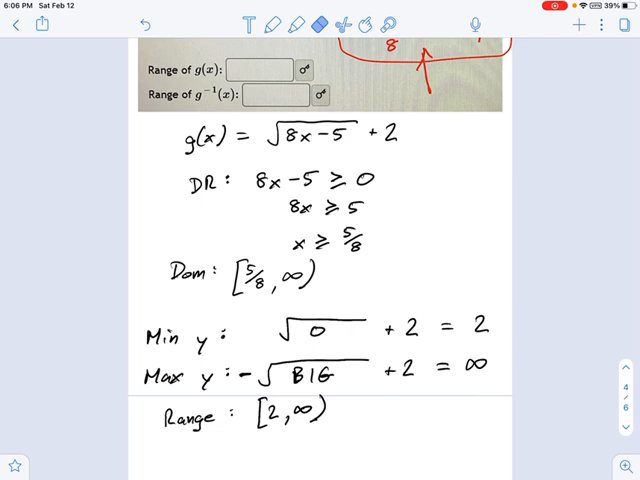 6:06 PM Sat Feb 12
39%
T
8
Range of g(x):
Range of g⁻¹(x):
g(x) = √(8x-5) + 2
DR: 8x-5 ≥ 0
8x ≥ 5
x ≥ 5/8
Dom: [5/8, ∞)
Min y: √0 + 2 = 2
Max y: -√BIG + 2 = ∞
Range: [2, ∞)
4
/
6